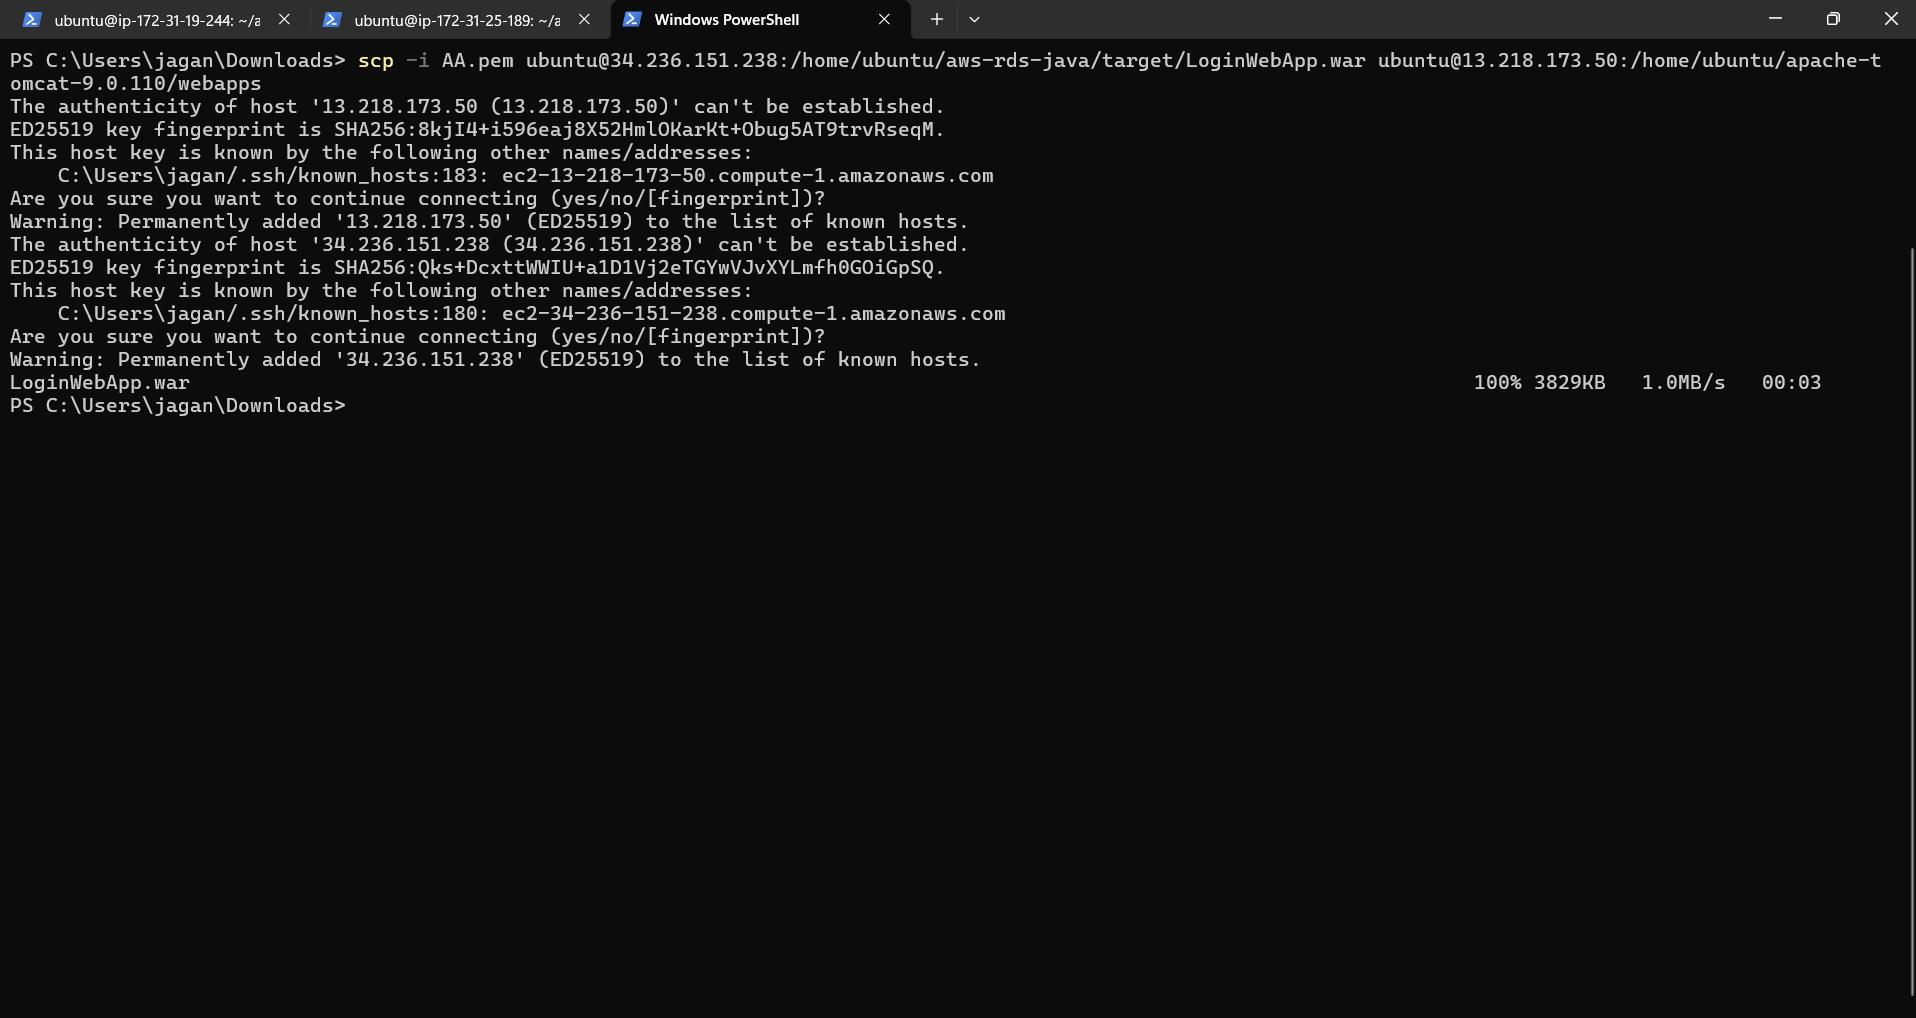 ubuntu@ip-172-31-19-244: ~/a
ubuntu@ip-172-31-25-189: ~/a
Windows PowerShell
PS C:\Users\jagan\Downloads> scp -i AA.pem ubuntu@34.236.151.238:/home/ubuntu/aws-rds-java/target/LoginWebApp.war ubuntu@13.218.173.50:/home/ubuntu/apache-t
omcat-9.0.110/webapps
The authenticity of host '13.218.173.50 (13.218.173.50)' can't be established.
ED25519 key fingerprint is SHA256:8kjI4+i596eaj8X52HmlOKarKt+Obug5AT9trvRseqM.
This host key is known by the following other names/addresses:
    C:\Users\jagan/.ssh/known_hosts:183: ec2-13-218-173-50.compute-1.amazonaws.com
Are you sure you want to continue connecting (yes/no/[fingerprint])?
Warning: Permanently added '13.218.173.50' (ED25519) to the list of known hosts.
The authenticity of host '34.236.151.238 (34.236.151.238)' can't be established.
ED25519 key fingerprint is SHA256:Qks+DcxttWWIU+a1D1Vj2eTGYwVJvXYLmfh0GOiGpSQ.
This host key is known by the following other names/addresses:
    C:\Users\jagan/.ssh/known_hosts:180: ec2-34-236-151-238.compute-1.amazonaws.com
Are you sure you want to continue connecting (yes/no/[fingerprint])?
Warning: Permanently added '34.236.151.238' (ED25519) to the list of known hosts.
LoginWebApp.war 100% 3829KB 1.0MB/s 00:03
PS C:\Users\jagan\Downloads>